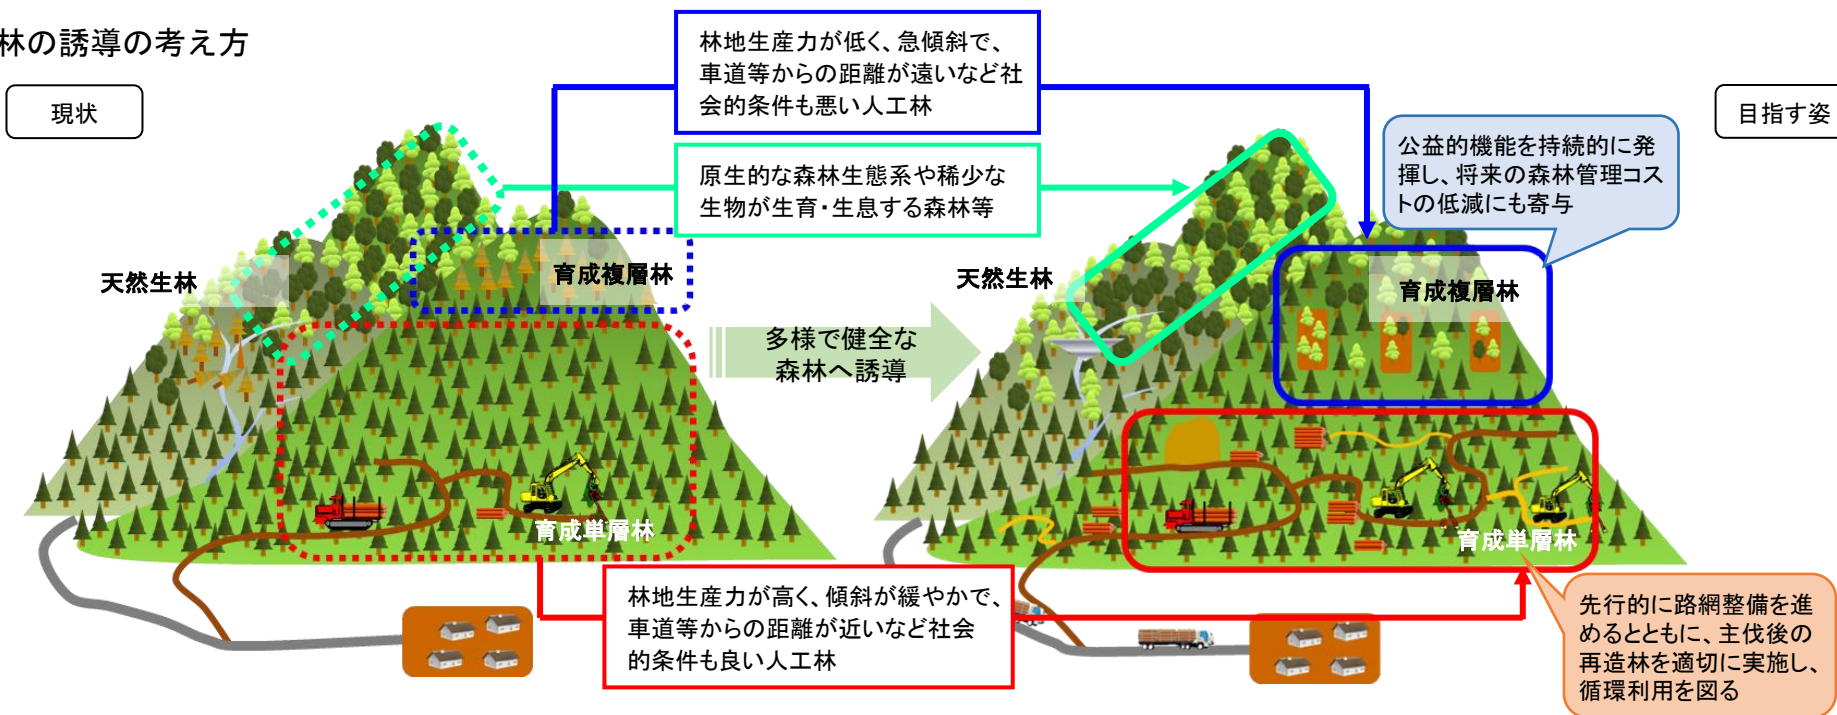 林の誘導の考え方
現状
林地生産力が低く、急傾斜で、
車道等からの距離が遠いなど社
会的条件も悪い人工林
目指す姿
原生的な森林生態系や稀少な
生物が生育・生息する森林等
公益的機能を持続的に発
揮し、将来の森林管理コス
トの低減にも寄与
天然生林
育成複層林
天然生林
育成複層林
多様で健全な
森林へ誘導
育成単層林
育成単層林
林地生産力が高く、傾斜が緩やかで、
車道等からの距離が近いなど社会
的条件も良い人工林
先行的に路網整備を進
めるとともに、主伐後の
再造林を適切に実施し、
循環利用を図る